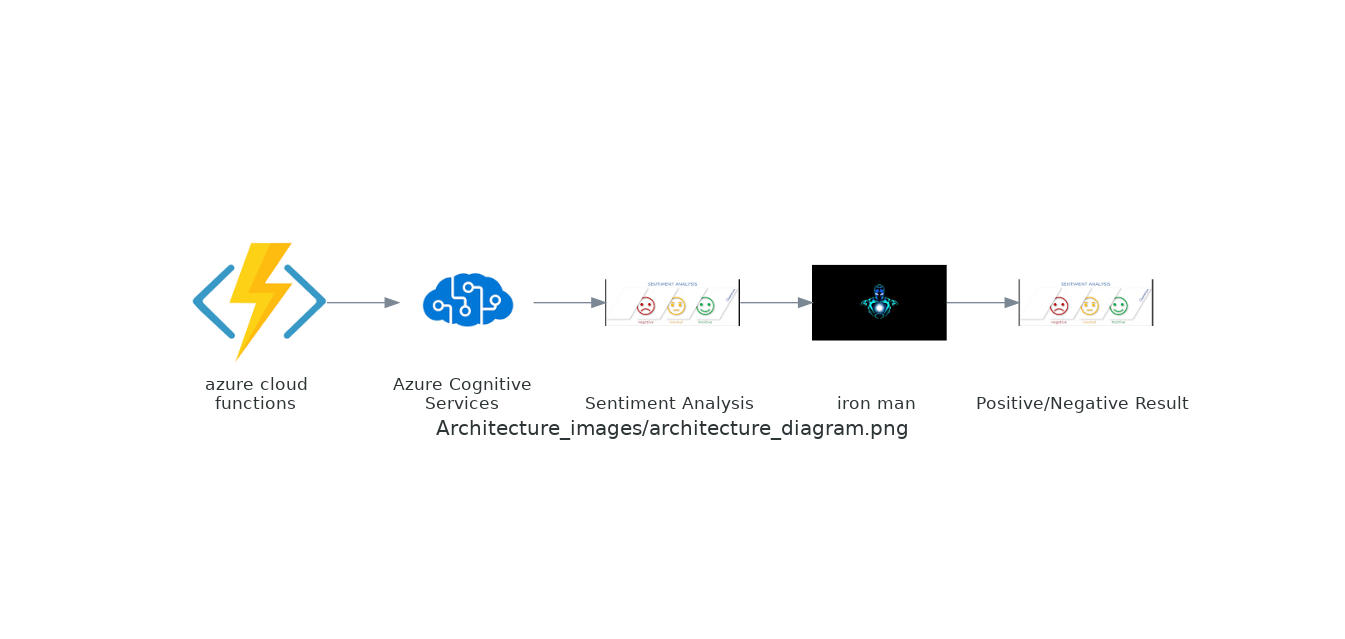 SENTIMENT ANALYSIS
negative
neutral
Positive
SENTIMENT ANALYSIS
negative
neutral
Positive
azure cloud
functions
Azure Cognitive
Services
Sentiment Analysis
iron man
Positive/Negative Result
Architecture_images/architecture_diagram.png